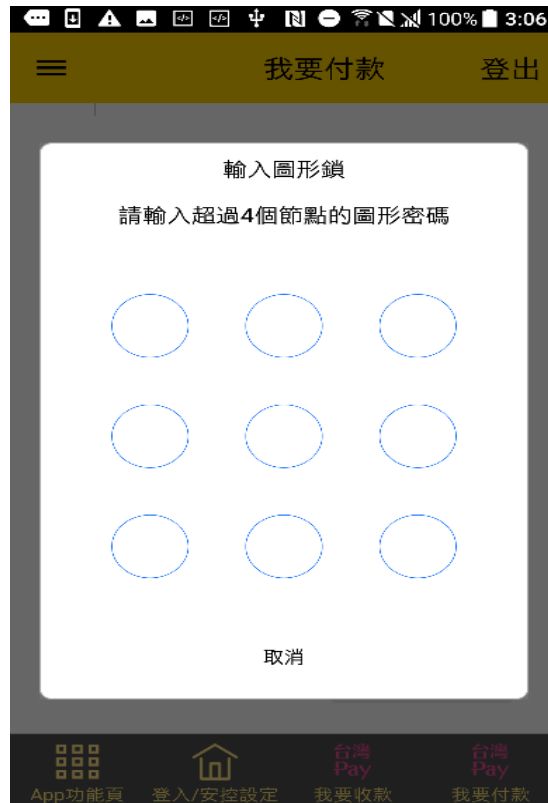 100% 3:06
我要付款 登出
輸入圖形鎖
請輸入超過4個節點的圖形密碼
取消
台灣 台灣
Pay Pay
App功能頁 登入/安控設定 我要收款 我要付款